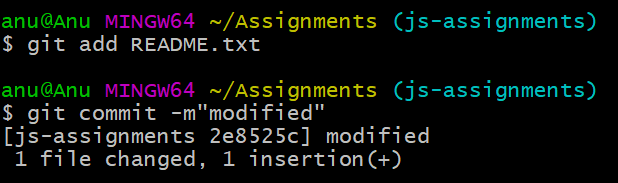 anu@Anu MINGW64 ~/Assignments (js-assignments)
$ git add README.txt
anu@Anu MINGW64 ~/Assignments (js-assignments)
$ git commit -m"modified"
[js-assignments 2e8525c] modified
 1 file changed, 1 insertion(+)